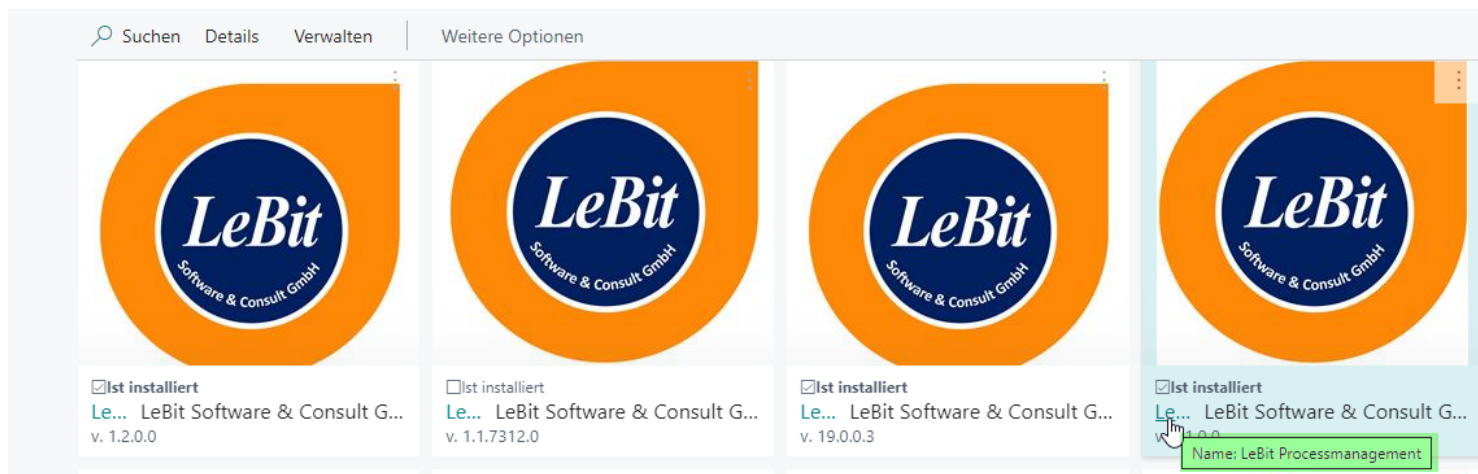 Suchen Details Verwalten Weitere Optionen
LeBit LeBit LeBit LeBit
Software & Consult GmbH Software & Consult GmbH Software & Consult GmbH Software & Consult GmbH
Ist installiert Ist installiert Ist installiert Ist installiert
Le... LeBit Software & Consult G... Le... LeBit Software & Consult G... Le... LeBit Software & Consult G... Le... LeBit Software & Consult G...
v. 1.2.0.0 v. 1.1.7312.0 v. 19.0.0.3
Name: LeBit Processmanagement